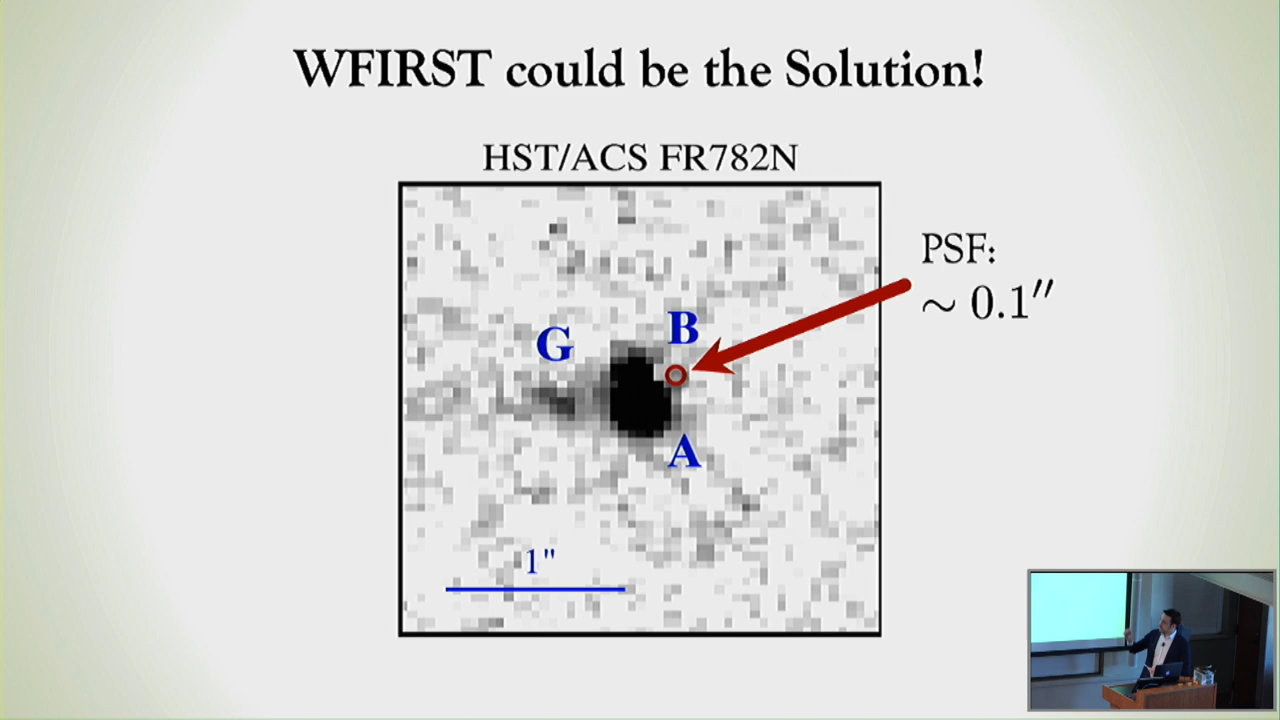 WFIRST could be the Solution!
HST/ACS FR782N
PSF:
~ 0.1″
B
G
A
1"